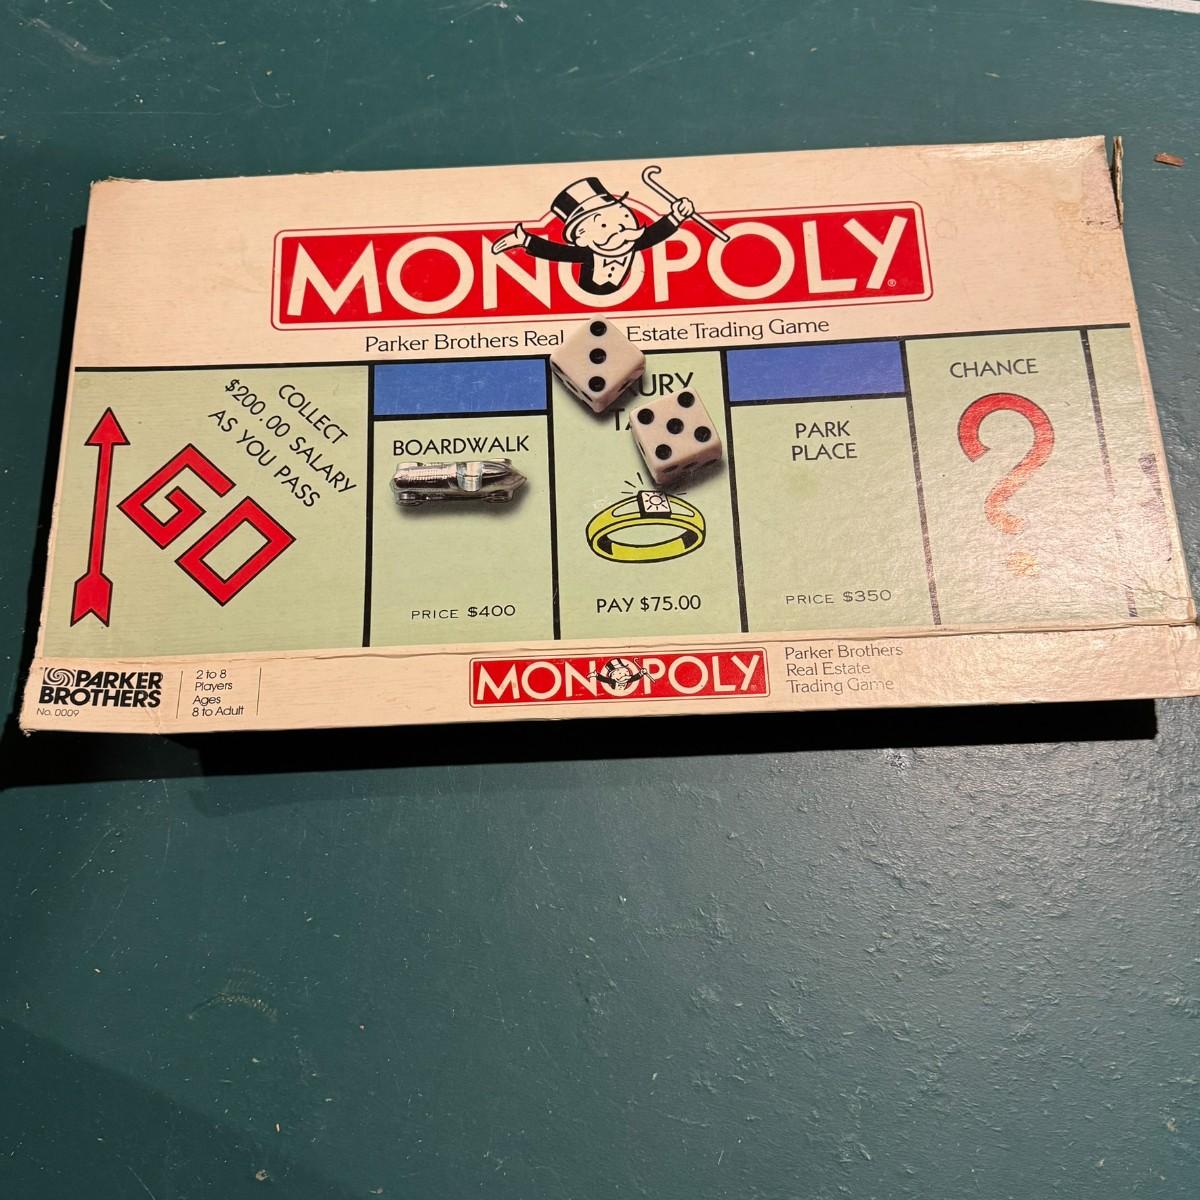 MONOPOLY
Parker Brothers Real Estate Trading Game
COLLECT
$200.00 SALARY
AS YOU PASS
GO
BOARDWALK
PRICE $400
PAY $75.00
PARK
PLACE
PRICE $350
CHANCE
PARKER
BROTHERS
No. 0009
2 to 8
Players
Ages
8 to Adult
MONOPOLY
Parker Brothers
Real Estate
Trading Game